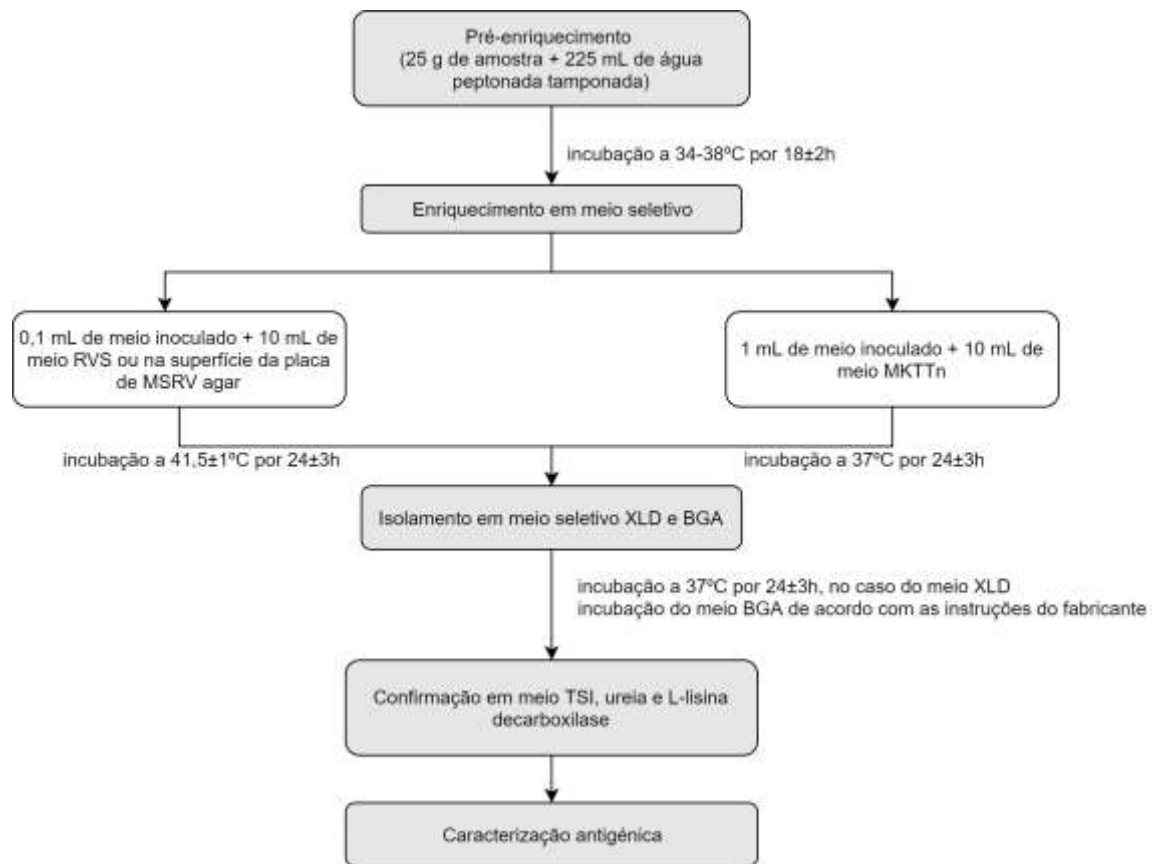 Pré-enriquecimento
(25 g de amostra + 225 mL de água
peptonada tamponada)
incubação a 34-38ºC por 18±2h
Enriquecimento em meio seletivo
0,1 mL de meio inoculado + 10 mL de
meio RVS ou na superfície da placa
de MSRV agar
1 mL de meio inoculado + 10 mL de
meio MKTTn
incubação a 41,5±1ºC por 24±3h
incubação a 37ºC por 24±3h
Isolamento em meio seletivo XLD e BGA
incubação a 37ºC por 24±3h, no caso do meio XLD
incubação do meio BGA de acordo com as instruções do fabricante
Confirmação em meio TSI, ureia e L-lisina
decarboxilase
Caracterização antigénica